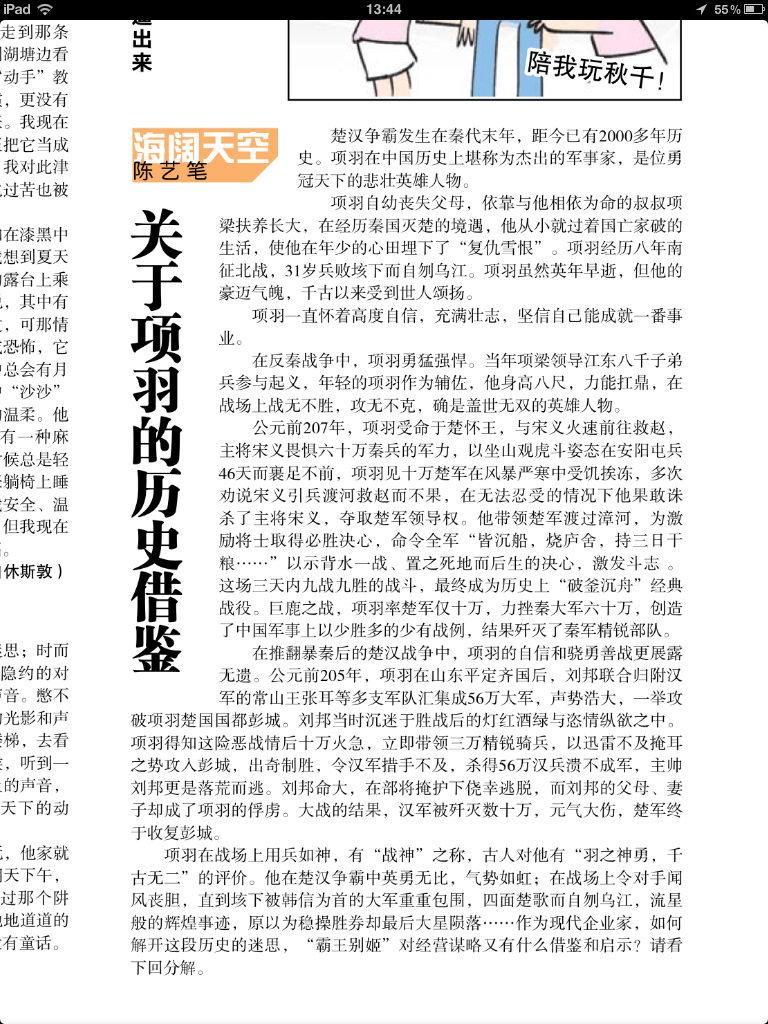 iPad
13:44
55%
出来
陪我玩秋千！
走到那条
湖塘边看
“动手”教
更没有
。我现在
把它当成
我对此津
过苦也被
在漆黑中
想到夏天
露台上乘
，其中有
，可那情
恐怖，它
总会有月
“沙沙”
温柔。他
有一种麻
候总是轻
躺椅上睡
安全、温
但我现在
。
休斯敦）
思；时而
隐约的对
音。憋不
光影和声
梯，去看
，听到一
的声音，
天下的动
，他家就
天下午，
过那个阱
地道道的
有童话。
海阔天空
陈艺笔
关于项羽的历史借鉴
楚汉争霸发生在秦代末年，距今已有2000多年历
史。项羽在中国历史上堪称为杰出的军事家，是位勇
冠天下的悲壮英雄人物。
项羽自幼丧失父母，依靠与他相依为命的叔叔项
梁扶养长大，在经历秦国灭楚的境遇，他从小就过着国亡家破的
生活，使他在年少的心田埋下了“复仇雪恨”。项羽经历八年南
征北战，31岁兵败垓下而自刎乌江。项羽虽然英年早逝，但他的
豪迈气魄，千古以来受到世人颂扬。
项羽一直怀着高度自信，充满壮志，坚信自己能成就一番事
业。
在反秦战争中，项羽勇猛强悍。当年项梁领导江东八千子弟
兵参与起义，年轻的项羽作为辅佐，他身高八尺，力能扛鼎，在
战场上战无不胜，攻无不克，确是盖世无双的英雄人物。
公元前207年，项羽受命于楚怀王，与宋义火速前往救赵，
主将宋义畏惧六十万秦兵的军力，以坐山观虎斗姿态在安阳屯兵
46天而裹足不前，项羽见十万楚军在风暴严寒中受饥挨冻，多次
劝说宋义引兵渡河救赵而不果，在无法忍受的情况下他果敢诛
杀了主将宋义，夺取楚军领导权。他带领楚军渡过漳河，为激
励将士取得必胜决心，命令全军“皆沉船，烧庐舍，持三日干
粮……”以示背水一战、置之死地而后生的决心，激发斗志 。
这场三天内九战九胜的战斗，最终成为历史上“破釜沉舟”经典
战役。巨鹿之战，项羽率楚军仅十万，力挫秦大军六十万，创造
了中国军事上以少胜多的少有战例，结果歼灭了秦军精锐部队。
在推翻暴秦后的楚汉战争中，项羽的自信和骁勇善战更展露
无遗。公元前205年，项羽在山东平定齐国后，刘邦联合归附汉
军的常山王张耳等多支军队汇集成56万大军，声势浩大，一举攻
破项羽楚国国都彭城。刘邦当时沉迷于胜战后的灯红酒绿与恣情纵欲之中。
项羽得知这险恶战情后十万火急，立即带领三万精锐骑兵，以迅雷不及掩耳
之势攻入彭城，出奇制胜，令汉军措手不及，杀得56万汉兵溃不成军，主帅
刘邦更是落荒而逃。刘邦命大，在部将掩护下侥幸逃脱，而刘邦的父母、妻
子却成了项羽的俘虏。大战的结果，汉军被歼灭数十万，元气大伤，楚军终
于收复彭城。
项羽在战场上用兵如神，有“战神”之称，古人对他有“羽之神勇，千
古无二”的评价。他在楚汉争霸中英勇无比，气势如虹；在战场上令对手闻
风丧胆，直到垓下被韩信为首的大军重重包围，四面楚歌而自刎乌江，流星
般的辉煌事迹，原以为稳操胜券却最后大星陨落……作为现代企业家，如何
解开这段历史的迷思，“霸王别姬”对经营谋略又有什么借鉴和启示？请看
下回分解。